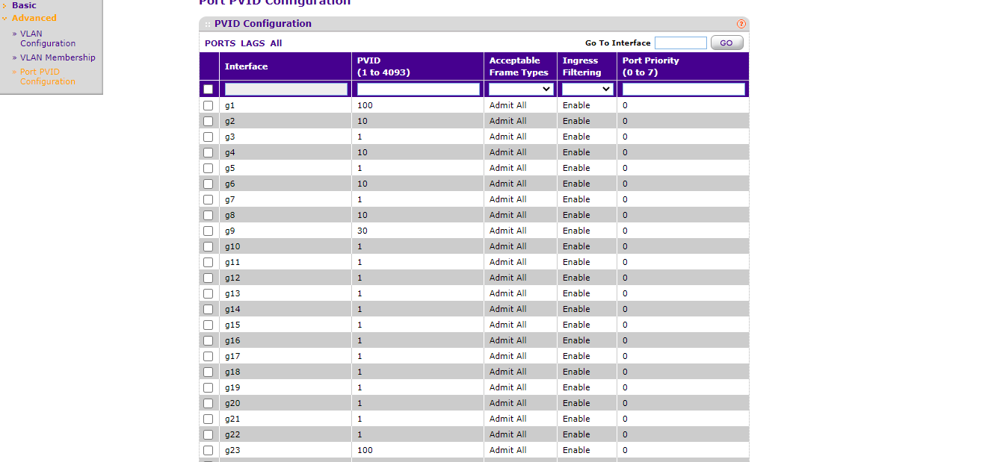 Port PVID Configuration
Basic
Advanced
» VLAN
Configuration
» VLAN Membership
» Port PVID
Configuration
PVID Configuration
PORTS LAGS All Go To Interface GO
Interface PVID (1 to 4093) Acceptable Frame Types Ingress Filtering Port Priority (0 to 7)
g1 100 Admit All Enable 0
g2 10 Admit All Enable 0
g3 1 Admit All Enable 0
g4 10 Admit All Enable 0
g5 1 Admit All Enable 0
g6 10 Admit All Enable 0
g7 1 Admit All Enable 0
g8 10 Admit All Enable 0
g9 30 Admit All Enable 0
g10 1 Admit All Enable 0
g11 1 Admit All Enable 0
g12 1 Admit All Enable 0
g13 1 Admit All Enable 0
g14 1 Admit All Enable 0
g15 1 Admit All Enable 0
g16 1 Admit All Enable 0
g17 1 Admit All Enable 0
g18 1 Admit All Enable 0
g19 1 Admit All Enable 0
g20 1 Admit All Enable 0
g21 1 Admit All Enable 0
g22 1 Admit All Enable 0
g23 100 Admit All Enable 0